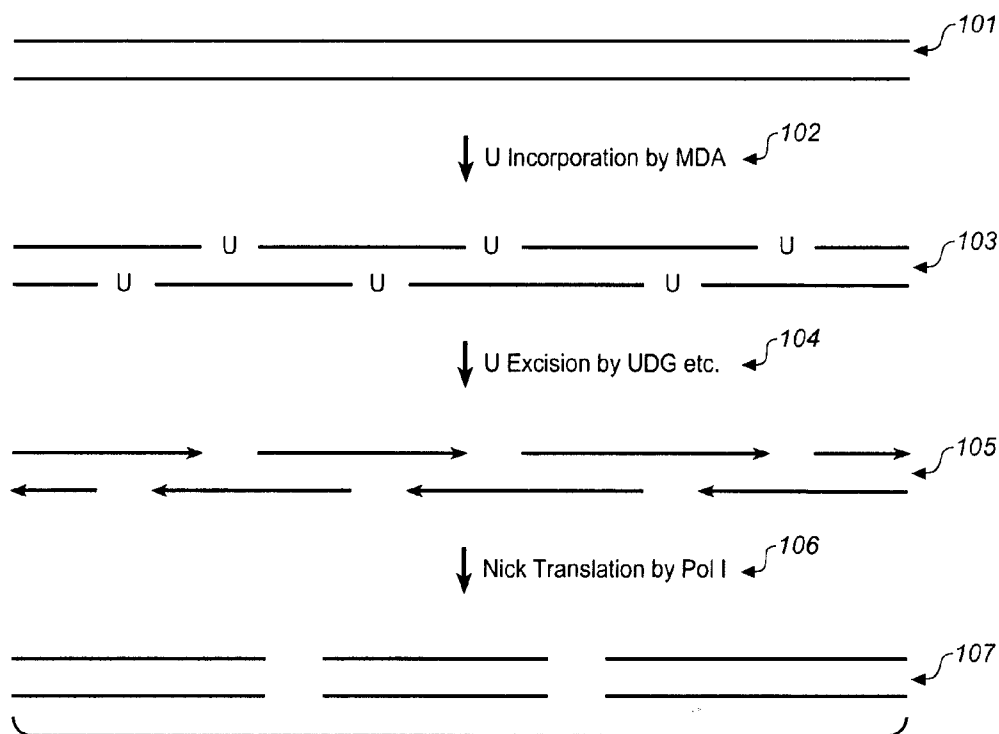 101
U Incorporation by MDA 102
U U U 103
U U U
U Excision by UDG etc. 104
105
Nick Translation by Pol I 106
107